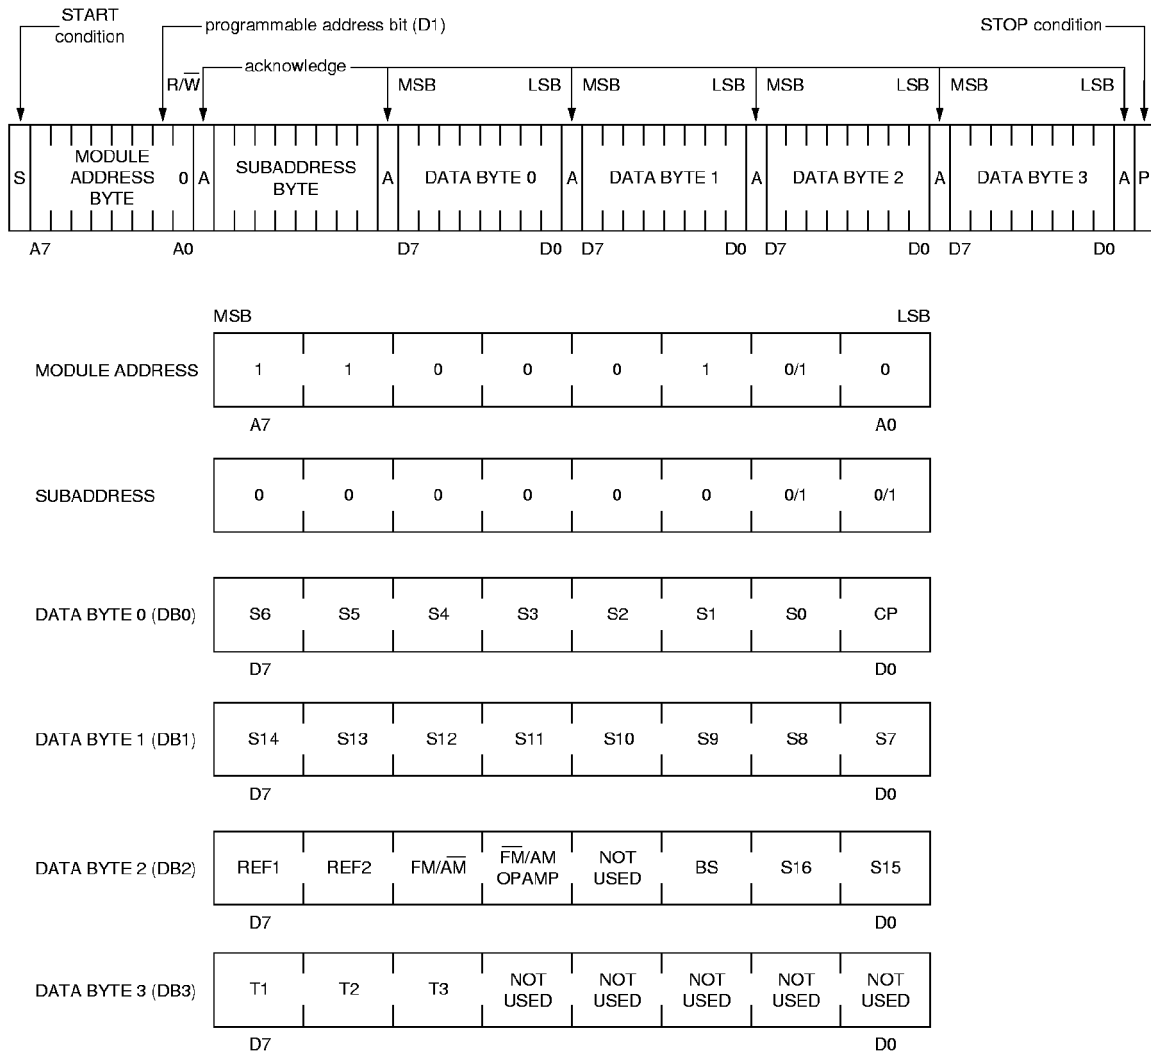 START
condition
programmable address bit (D1)
STOP condition
R/W̅ acknowledge MSB LSB MSB LSB MSB LSB MSB LSB
S MODULE ADDRESS BYTE 0 A SUBADDRESS BYTE A DATA BYTE 0 A DATA BYTE 1 A DATA BYTE 2 A DATA BYTE 3 A P
A7 A0 D7 D0 D7 D0 D7 D0 D7 D0
MSB LSB
MODULE ADDRESS 1 1 0 0 0 1 0/1 0
A7 A0
SUBADDRESS 0 0 0 0 0 0 0/1 0/1
DATA BYTE 0 (DB0) S6 S5 S4 S3 S2 S1 S0 CP
D7 D0
DATA BYTE 1 (DB1) S14 S13 S12 S11 S10 S9 S8 S7
D7 D0
DATA BYTE 2 (DB2) REF1 REF2 FM/A̅M̅ F̅M̅/AM OPAMP NOT USED BS S16 S15
D7 D0
DATA BYTE 3 (DB3) T1 T2 T3 NOT USED NOT USED NOT USED NOT USED NOT USED
D7 D0